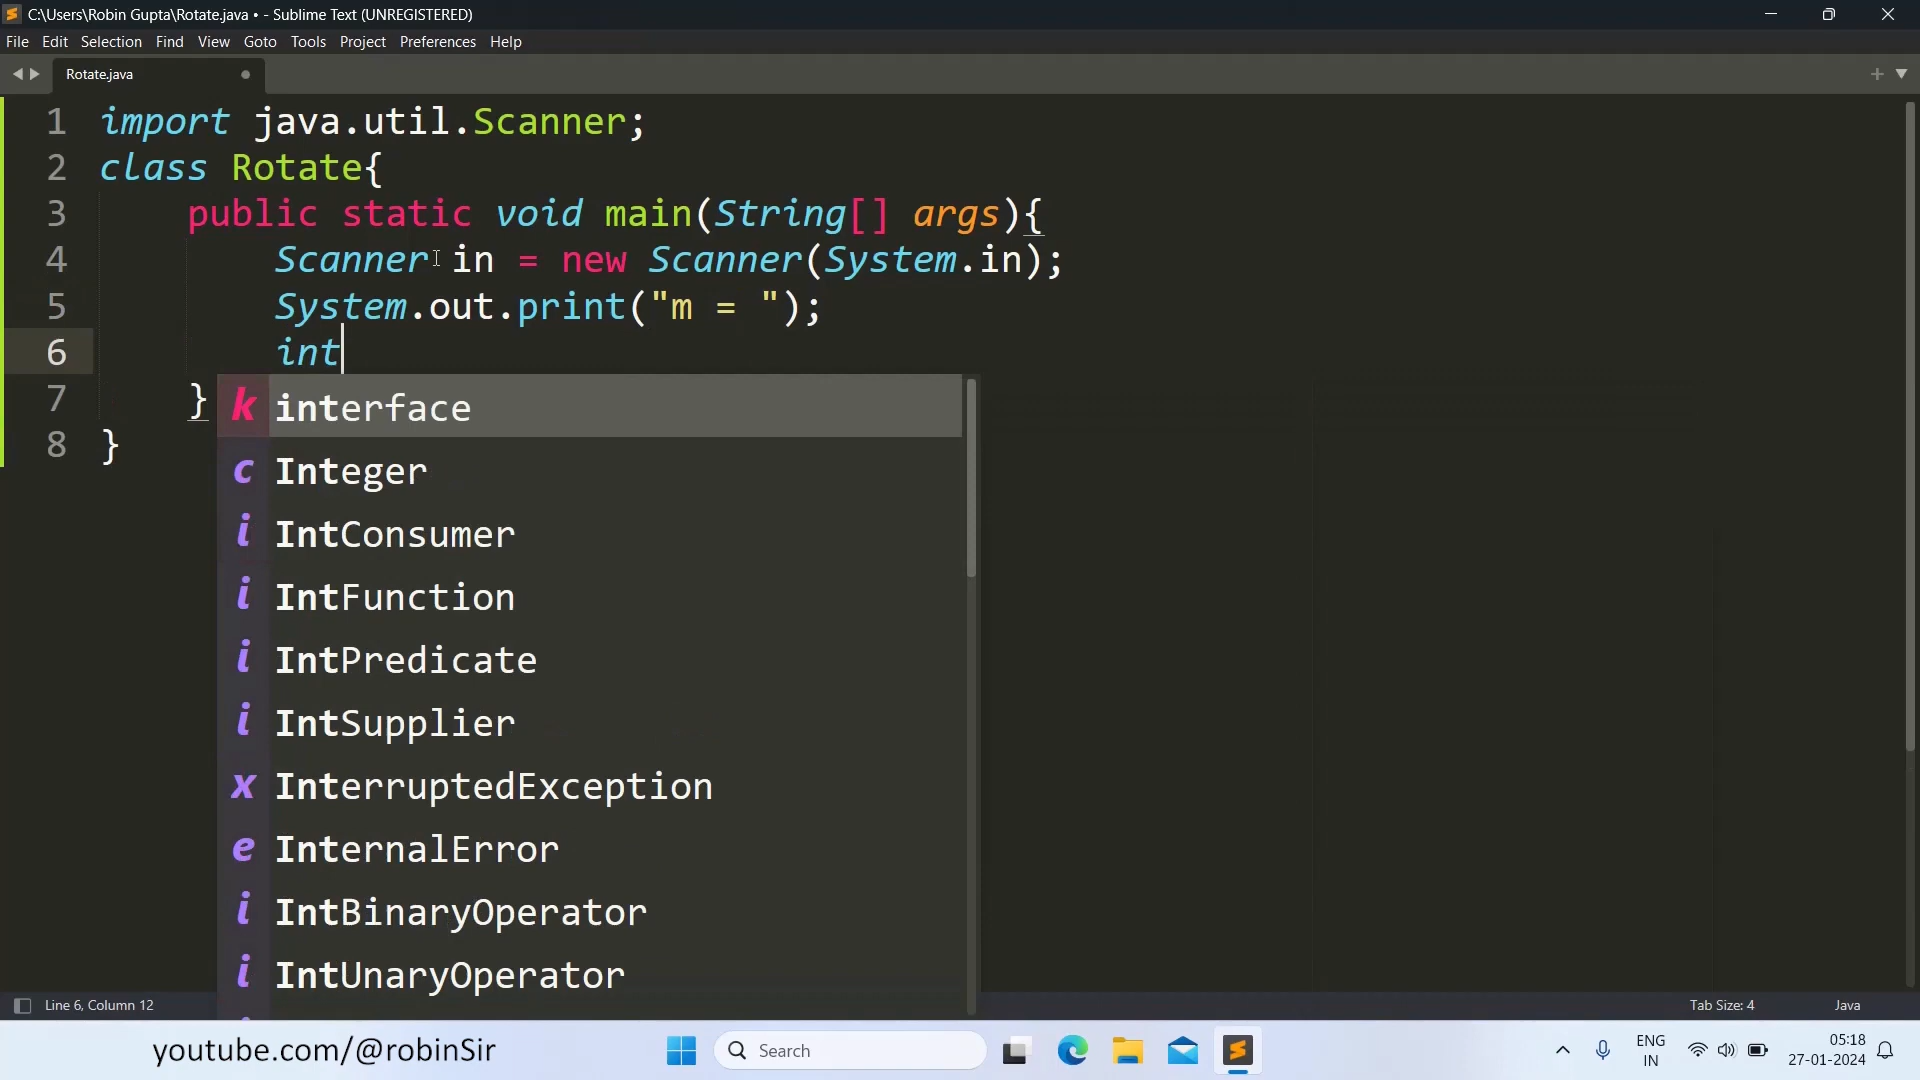 C:\Users\Robin Gupta\Rotate.java • - Sublime Text (UNREGISTERED)
File Edit Selection Find View Goto Tools Project Preferences Help
Rotate.java
1 import java.util.Scanner;
2 class Rotate{
3 public static void main(String[] args){
4 Scanner in = new Scanner(System.in);
5 System.out.print("m = ");
6 int
7 }
8 }
k interface
c Integer
i IntConsumer
i IntFunction
i IntPredicate
i IntSupplier
x InterruptedException
e InternalError
i IntBinaryOperator
i IntUnaryOperator
Line 6, Column 12
Tab Size: 4
Java
youtube.com/@robinSir
Search
ENG
IN
05:18
27-01-2024